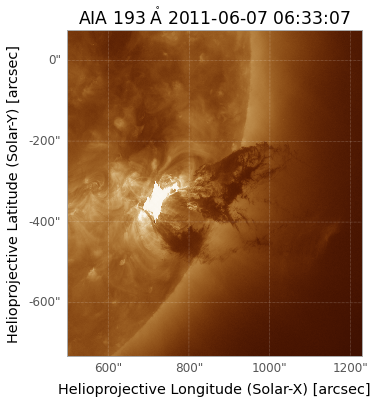 AIA 193 Å 2011-06-07 06:33:07
Helioprojective Latitude (Solar-Y) [arcsec]
0"
-200"
-400"
-600"
600" 800" 1000" 1200"
Helioprojective Longitude (Solar-X) [arcsec]